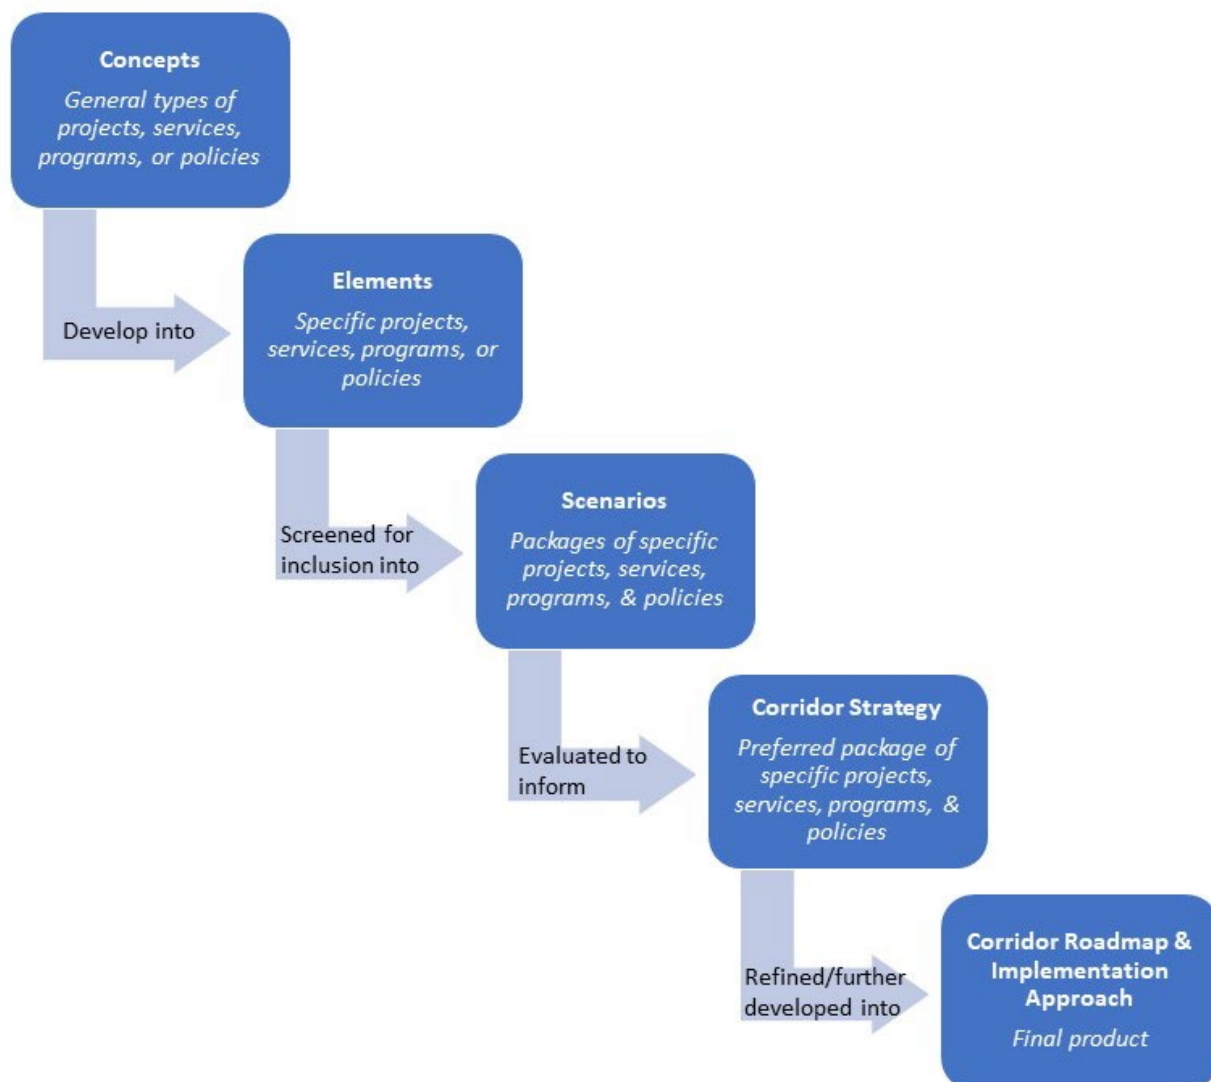 Concepts
General types of
projects, services,
programs, or policies
Develop into
Elements
Specific projects,
services, programs, or
policies
Screened for
inclusion into
Scenarios
Packages of specific
projects, services,
programs, & policies
Evaluated to
inform
Corridor Strategy
Preferred package of
specific projects,
services, programs, &
policies
Refined/further
developed into
Corridor Roadmap &
Implementation
Approach
Final product